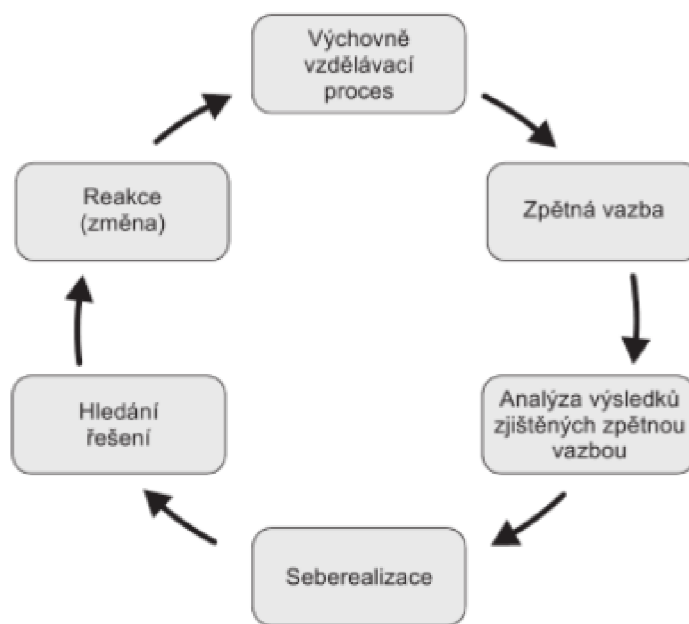 Výchovně
vzdělávací
proces
Zpětná vazba
Analýza výsledků
zjištěných zpětnou
vazbou
Seberealizace
Hledání
řešení
Reakce
(změna)